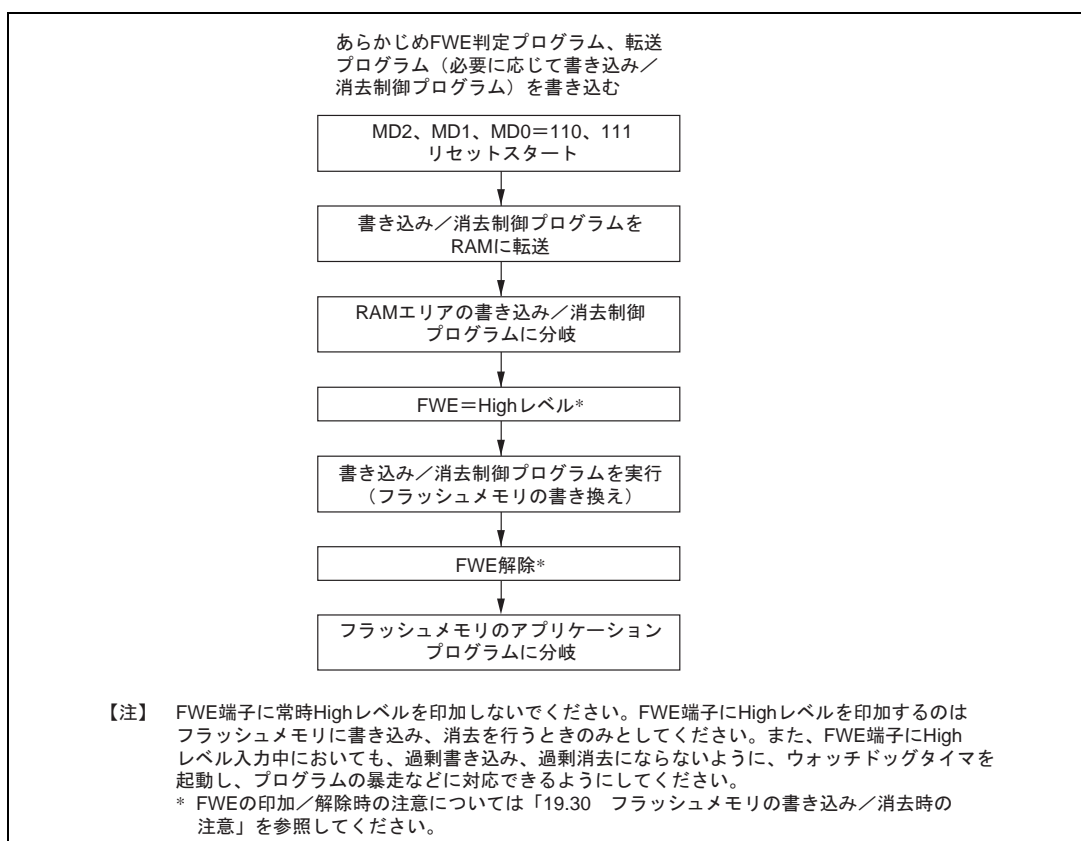 あらかじめFWE判定プログラム、転送
プログラム（必要に応じて書き込み／
消去制御プログラム）を書き込む
MD2、MD1、MD0＝110、111
リセットスタート
書き込み／消去制御プログラムを
RAMに転送
RAMエリアの書き込み／消去制御
プログラムに分岐
FWE＝Highレベル*
書き込み／消去制御プログラムを実行
（フラッシュメモリの書き換え）
FWE解除*
フラッシュメモリのアプリケーション
プログラムに分岐
【注】 FWE端子に常時Highレベルを印加しないでください。FWE端子にHighレベルを印加するのは
フラッシュメモリに書き込み、消去を行うときのみとしてください。また、FWE端子にHigh
レベル入力中においても、過剰書き込み、過剰消去にならないように、ウォッチドッグタイマを
起動し、プログラムの暴走などに対応できるようにしてください。
* FWEの印加／解除時の注意については「19.30 フラッシュメモリの書き込み／消去時の
注意」を参照してください。